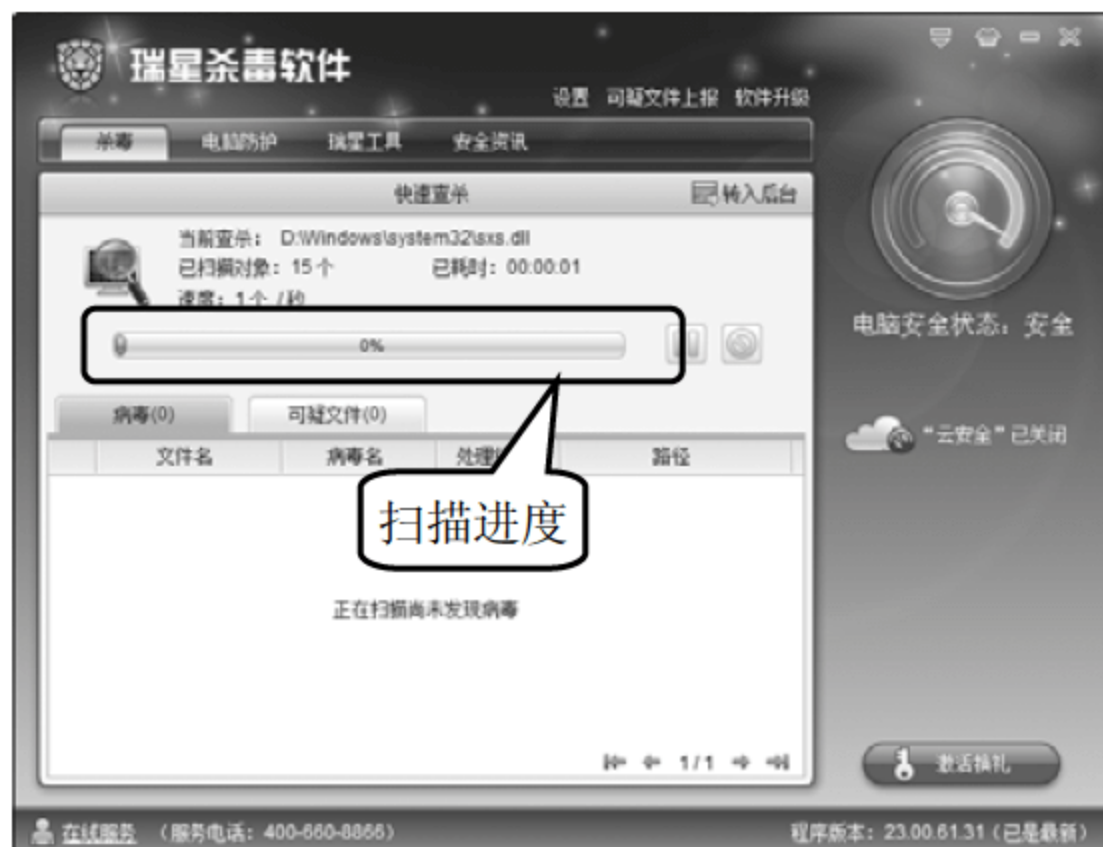 瑞星杀毒软件
设置 可疑文件上报 软件升级
杀毒 电脑防护 瑞星工具 安全资讯
快速查杀 转入后台
当前查杀: D:\Windows\system32\sxs.dll
已扫描对象: 15个 已耗时: 00:00:01
速度: 1个 /秒
0%
电脑安全状态: 安全
病毒(0) 可疑文件(0)
“云安全”已关闭
文件名 病毒名 处理 路径
扫描进度
正在扫描尚未发现病毒
1/1
激活换礼
在线服务 (服务电话: 400-660-8866)
程序版本: 23.00.61.31 (已是最新)